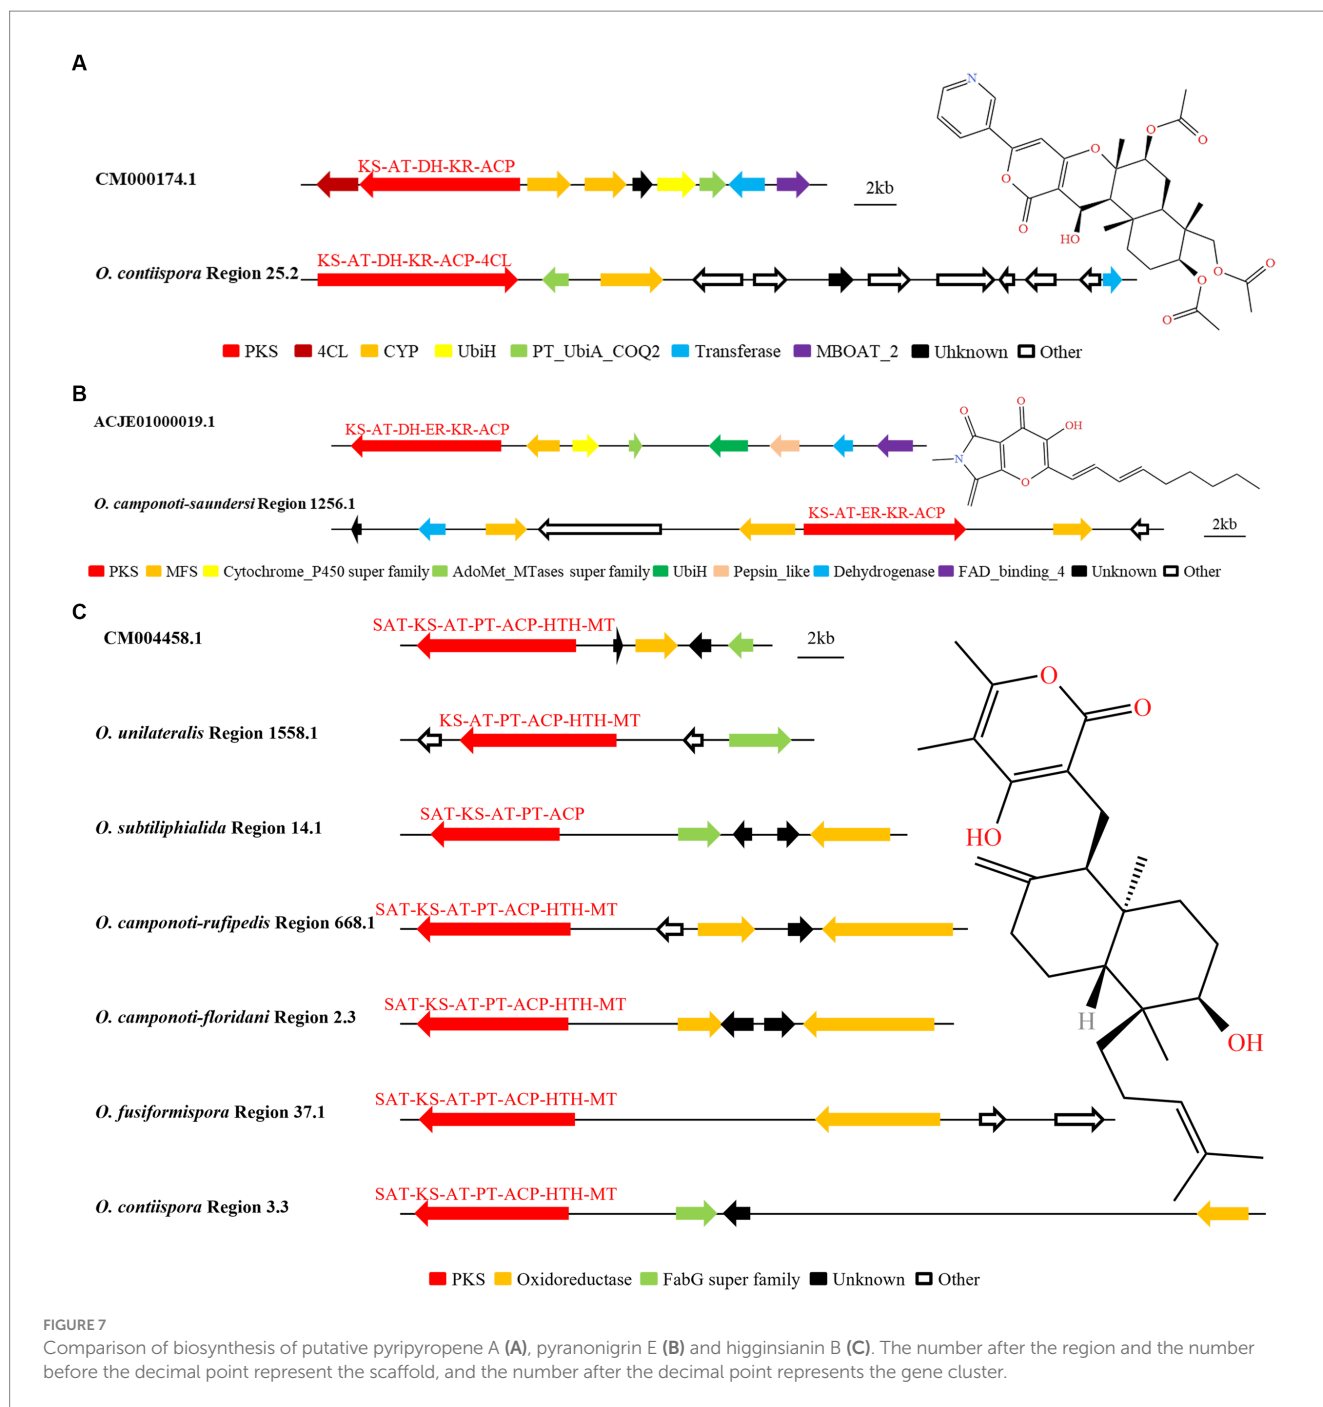 A
KS-AT-DH-KR-ACP
CM000174.1
2kb
KS-AT-DH-KR-ACP-4CL
O. contiispora Region 25.2
N
O
O
O
O
O
HO
O
O
O
O
PKS 4CL CYP UbiH PT_UbiA_COQ2 Transferase MBOAT_2 Uhknown Other
B
ACJE01000019.1
KS-AT-DH-ER-KR-ACP
O. camponoti-saundersi Region 1256.1
KS-AT-ER-KR-ACP
2kb
O
O
OH
N
O
PKS MFS Cytochrome_P450 super family AdoMet_MTases super family UbiH Pepsin_like Dehydrogenase FAD_binding_4 Unknown Other
C
SAT-KS-AT-PT-ACP-HTH-MT
CM004458.1
2kb
KS-AT-PT-ACP-HTH-MT
O. unilateralis Region 1558.1
SAT-KS-AT-PT-ACP
O. subtiliphialida Region 14.1
SAT-KS-AT-PT-ACP-HTH-MT
O. camponoti-rufipedis Region 668.1
SAT-KS-AT-PT-ACP-HTH-MT
O. camponoti-floridani Region 2.3
SAT-KS-AT-PT-ACP-HTH-MT
O. fusiformispora Region 37.1
SAT-KS-AT-PT-ACP-HTH-MT
O. contiispora Region 3.3
O
O
HO
H
OH
PKS Oxidoreductase FabG super family Unknown Other
FIGURE 7
Comparison of biosynthesis of putative pyripyropene A (A), pyranonigrin E (B) and higginsianin B (C). The number after the region and the number
before the decimal point represent the scaffold, and the number after the decimal point represents the gene cluster.